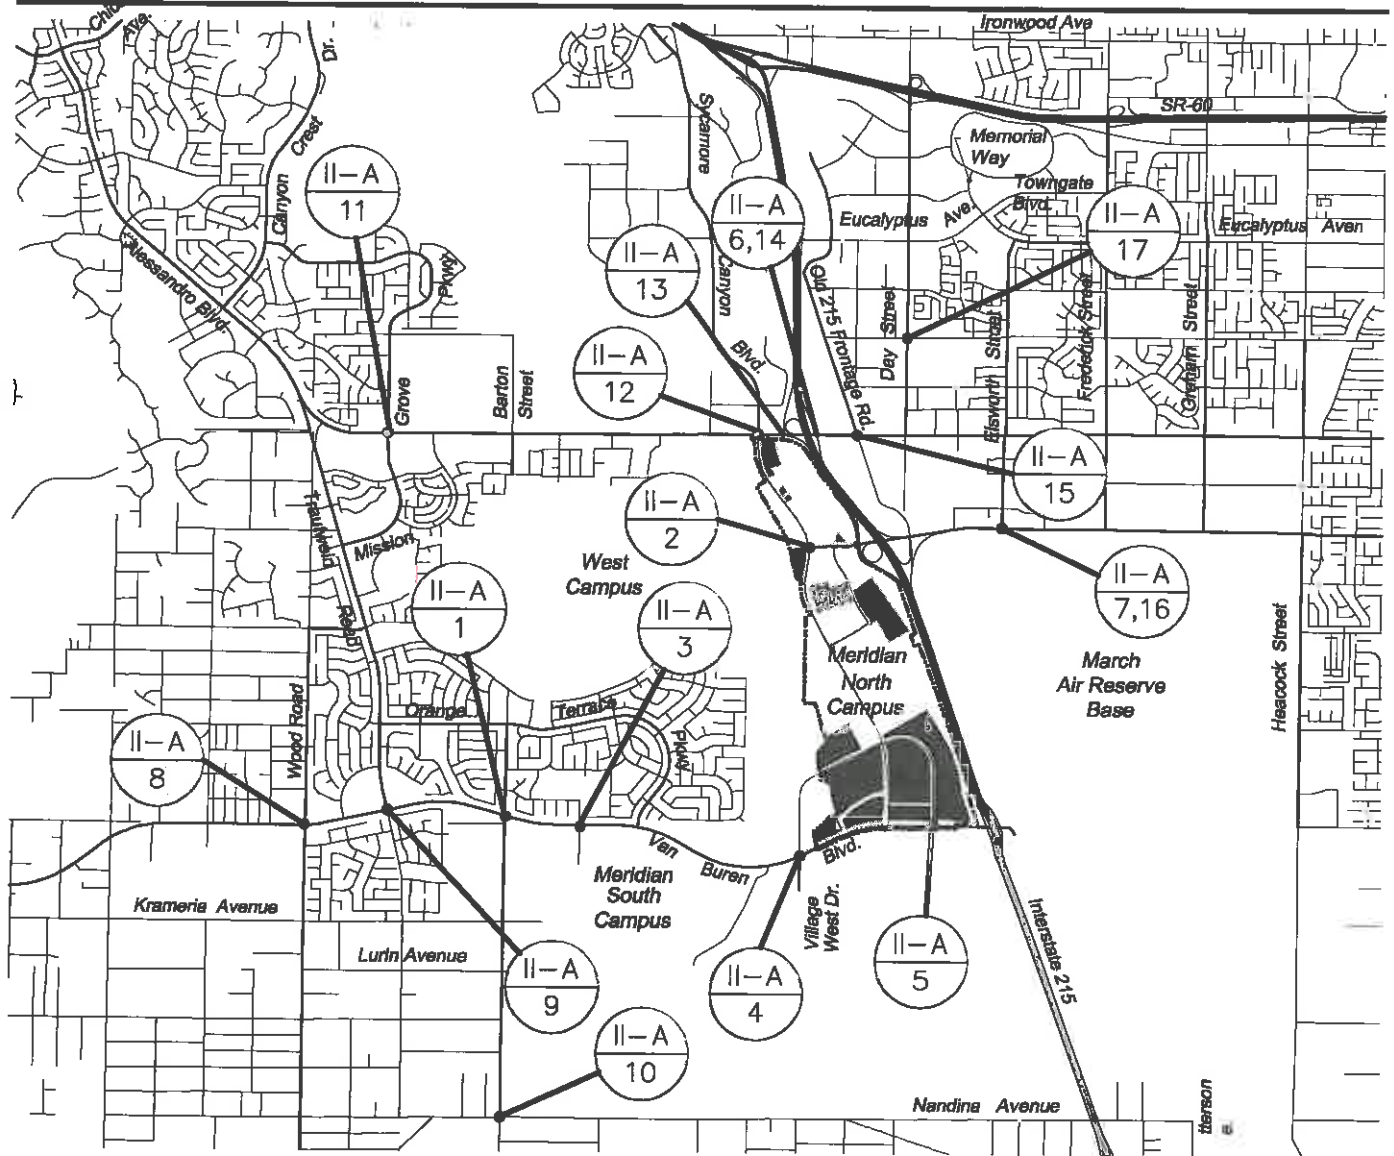 Ave.
Dr.
Ironwood Ave
SR-60
Crest
Canyon
Sycamore
Memorial
Way
Towngate
Blvd.
Eucalyptus Ave.
Eucalyptus Aven
II-A
11
II-A
6,14
II-A
17
II-A
13
Alessandro Blvd.
Pkwy
Canyon
Blvd.
Old 215 Frontage Rd.
Day Street
Elsworth Street
Frederick Street
Graham Street
II-A
12
Grove
Barton
Street
II-A
15
II-A
2
Trautwein
Road
Mission
West
Campus
II-A
1
II-A
3
II-A
7,16
Meridian
North
Campus
March
Air Reserve
Base
Heacock Street
Orange Terrace
Pkwy
Wood Road
II-A
8
Van Buren Blvd.
Meridian
South
Campus
Krameria Avenue
Lurin Avenue
Village
West Dr.
II-A
9
II-A
4
II-A
5
Interstate 215
II-A
10
Nandina Avenue
tterson